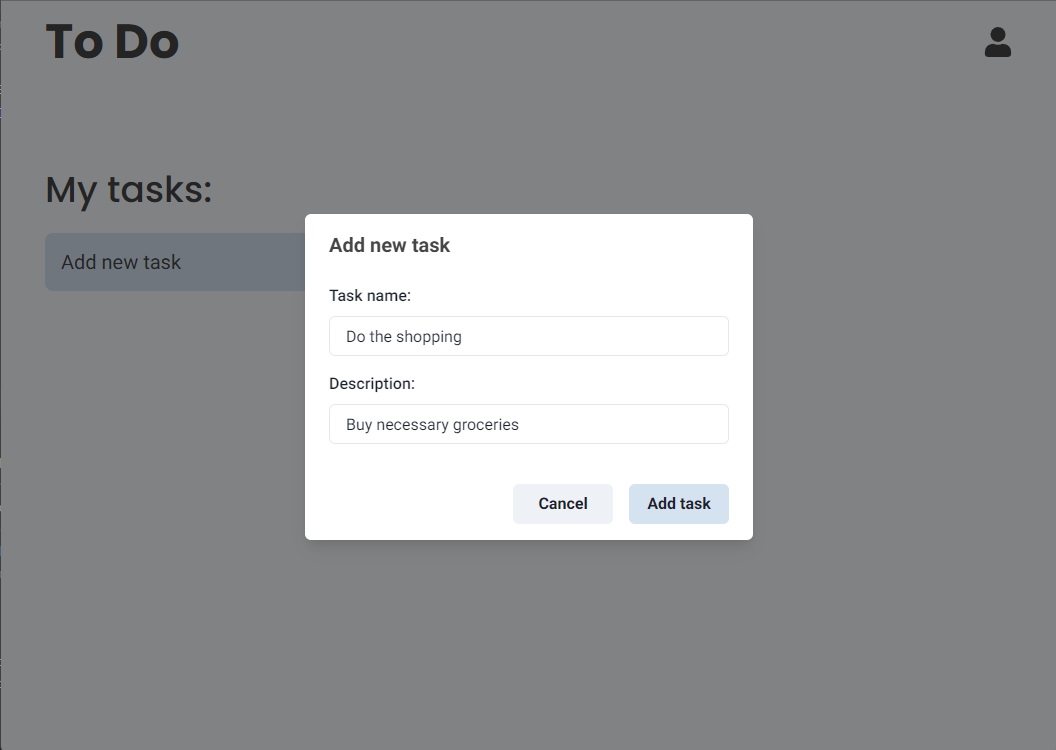 To Do
My tasks:
Add new task
Add new task
Task name:
Do the shopping
Description:
Buy necessary groceries
Cancel
Add task